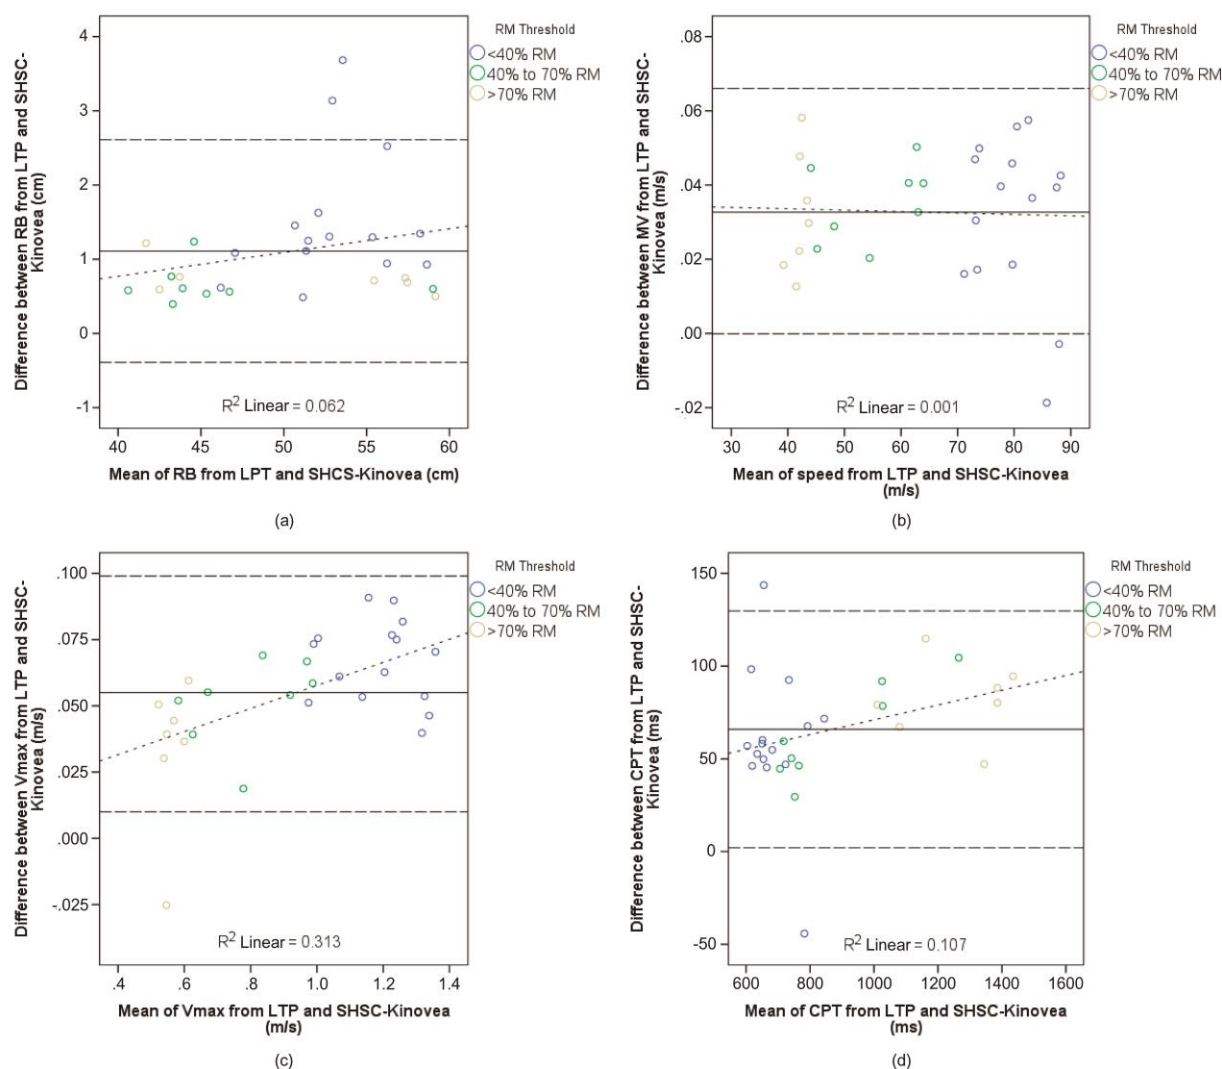 RM Threshold
<40% RM
40% to 70% RM
>70% RM
Difference between RB from LTP and SHSC-
Kinovea (cm)
4
3
2
1
0
-1
R² Linear = 0.062
40 45 50 55 60
Mean of RB from LPT and SHCS-Kinovea (cm)
(a)
RM Threshold
<40% RM
40% to 70% RM
>70% RM
Difference between MV from LTP and SHSC-
Kinovea (m/s)
.08
.06
.04
.02
.00
-.02
R² Linear = 0.001
30 40 50 60 70 80 90
Mean of speed from LTP and SHSC-Kinovea
(m/s)
(b)
RM Threshold
<40% RM
40% to 70% RM
>70% RM
Difference between Vmax from LTP and SHSC-
Kinovea (m/s)
.100
.075
.050
.025
.000
-.025
R² Linear = 0.313
.4 .6 .8 1.0 1.2 1.4
Mean of Vmax from LTP and SHSC-Kinovea
(m/s)
(c)
RM Threshold
<40% RM
40% to 70% RM
>70% RM
Difference between CPT from LTP and SHSC-
Kinovea (ms)
150
100
50
0
-50
R² Linear = 0.107
600 800 1000 1200 1400 1600
Mean of CPT from LTP and SHSC-Kinovea
(ms)
(d)